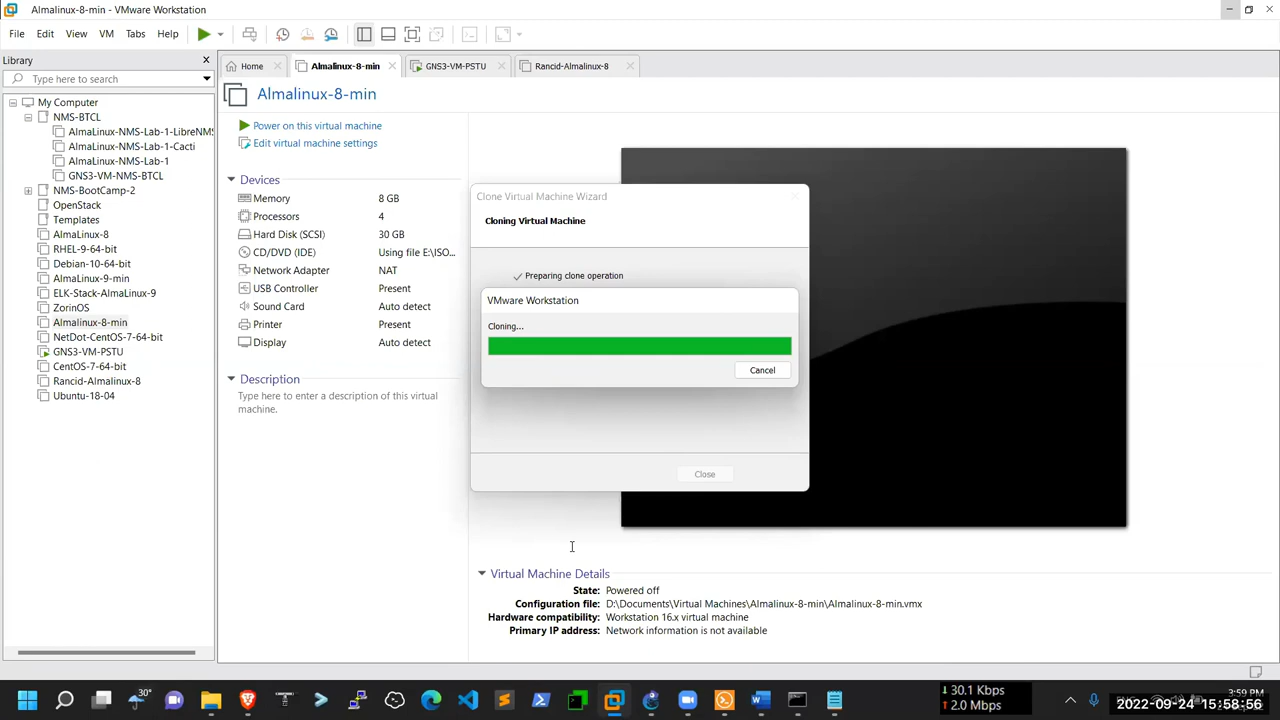 Almalinux-8-min - VMware Workstation
File Edit View VM Tabs Help
Library
Type here to search
My Computer
NMS-BTCL
AlmaLinux-NMS-Lab-1-LibreNMS
AlmaLinux-NMS-Lab-1-Cacti
AlmaLinux-NMS-Lab-1
GNS3-VM-NMS-BTCL
NMS-BootCamp-2
OpenStack
Templates
AlmaLinux-8
RHEL-9-64-bit
Debian-10-64-bit
AlmaLinux-9-min
ELK-Stack-AlmaLinux-9
ZorinOS
Almalinux-8-min
NetDot-CentOS-7-64-bit
GNS3-VM-PSTU
CentOS-7-64-bit
Rancid-Almalinux-8
Ubuntu-18-04
Home Almalinux-8-min GNS3-VM-PSTU Rancid-Almalinux-8
Almalinux-8-min
Power on this virtual machine
Edit virtual machine settings
Devices
Memory 8 GB
Processors 4
Hard Disk (SCSI) 30 GB
CD/DVD (IDE) Using file E:\ISO...
Network Adapter NAT
USB Controller Present
Sound Card Auto detect
Printer Present
Display Auto detect
Description
Type here to enter a description of this virtual
machine.
Clone Virtual Machine Wizard
Cloning Virtual Machine
Preparing clone operation
VMware Workstation
Cloning...
Cancel
Close
Virtual Machine Details
State: Powered off
Configuration file: D:\Documents\Virtual Machines\Almalinux-8-min\Almalinux-8-min.vmx
Hardware compatibility: Workstation 16.x virtual machine
Primary IP address: Network information is not available
30°
30.1 Kbps
2.0 Mbps
3:59 PM
2022-09-24 15:58:56